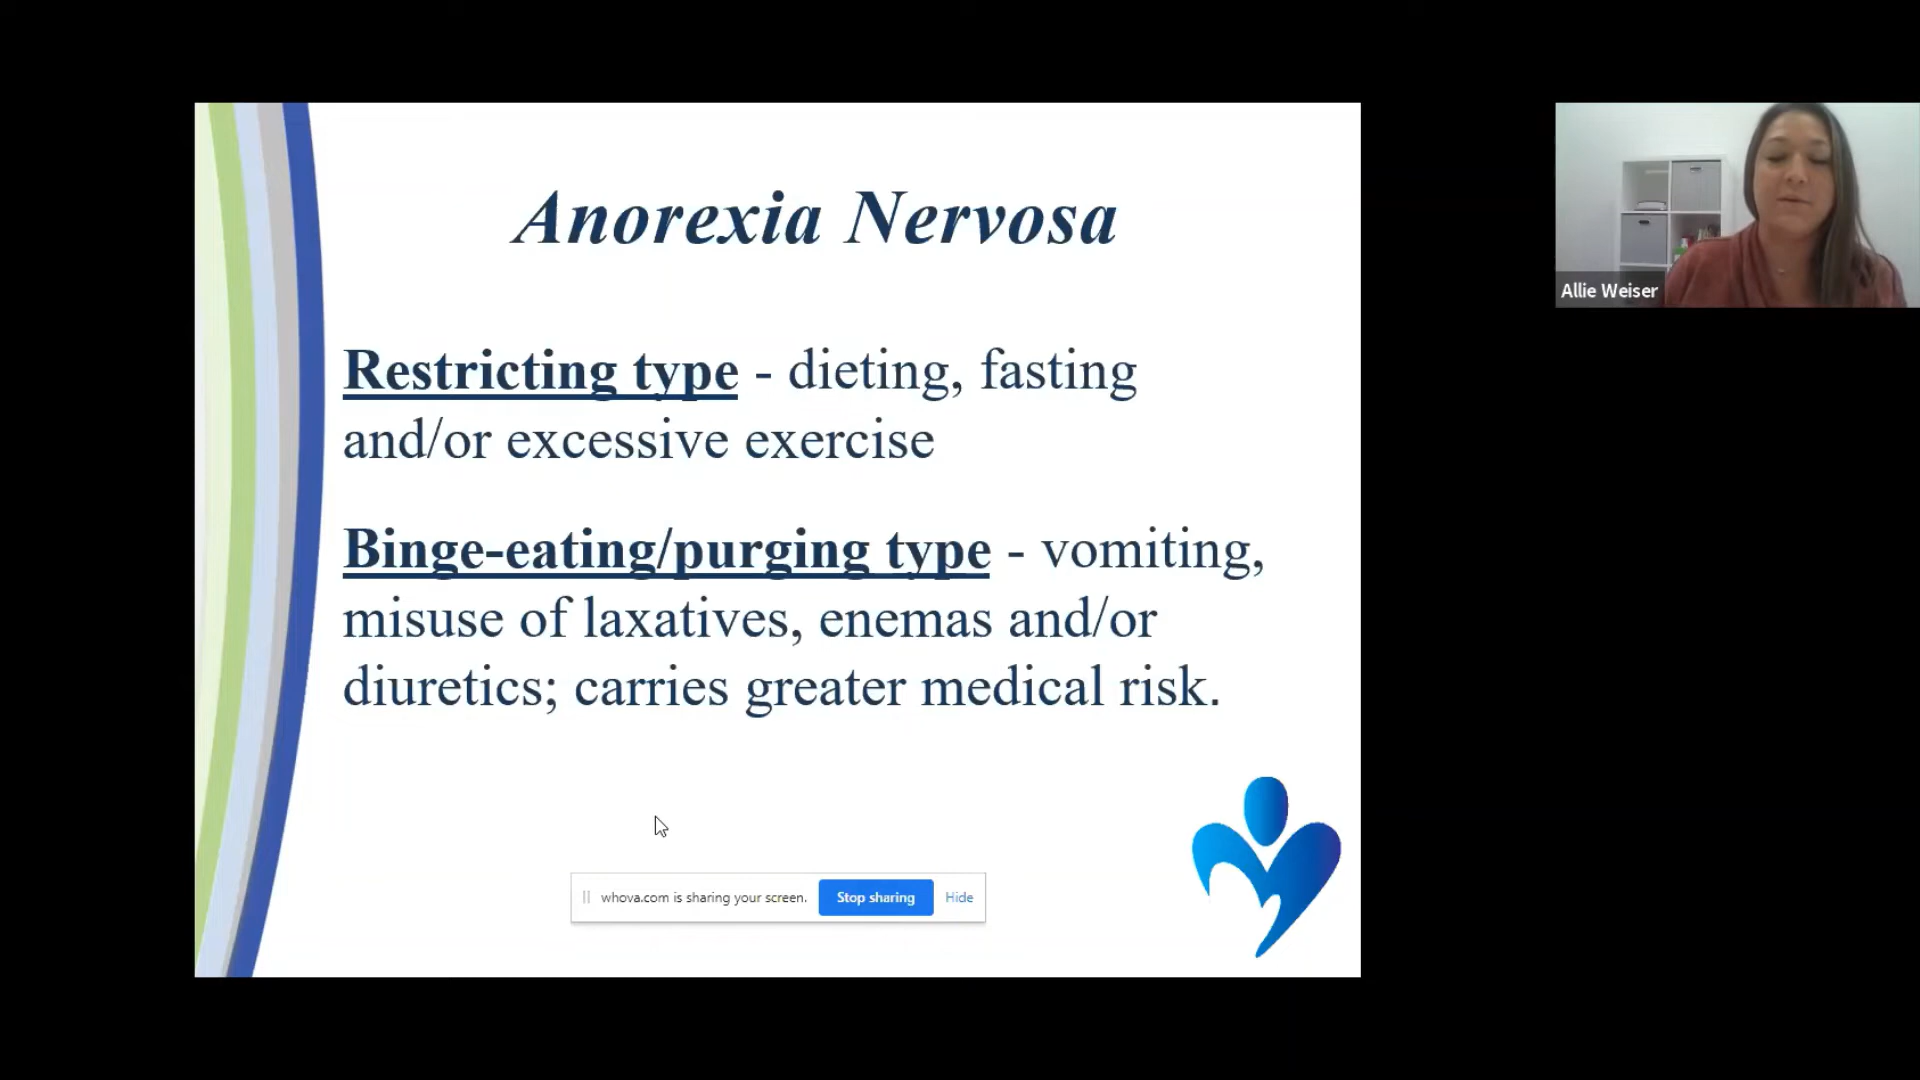 Anorexia Nervosa
Restricting type - dieting, fasting
and/or excessive exercise
Binge-eating/purging type - vomiting,
misuse of laxatives, enemas and/or
diuretics; carries greater medical risk.
whova.com is sharing your screen. Stop sharing Hide
Allie Weiser